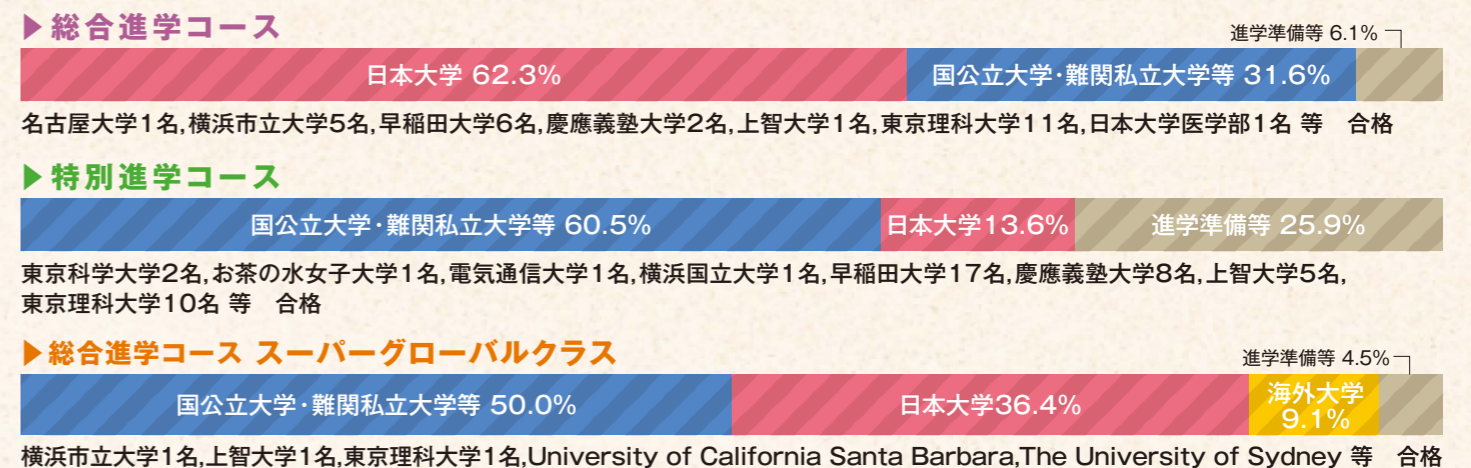 ▶総合進学コース
進学準備等 6.1%
日本大学 62.3%
国公立大学・難関私立大学等 31.6%
名古屋大学1名,横浜市立大学5名,早稲田大学6名,慶應義塾大学2名,上智大学1名,東京理科大学11名,日本大学医学部1名 等　合格
▶特別進学コース
国公立大学・難関私立大学等 60.5%
日本大学13.6%
進学準備等 25.9%
東京科学大学2名,お茶の水女子大学1名,電気通信大学1名,横浜国立大学1名,早稲田大学17名,慶應義塾大学8名,上智大学5名,
東京理科大学10名 等　合格
▶総合進学コース スーパーグローバルクラス
進学準備等 4.5%
国公立大学・難関私立大学等 50.0%
日本大学36.4%
海外大学
9.1%
横浜市立大学1名,上智大学1名,東京理科大学1名,University of California Santa Barbara,The University of Sydney 等　合格